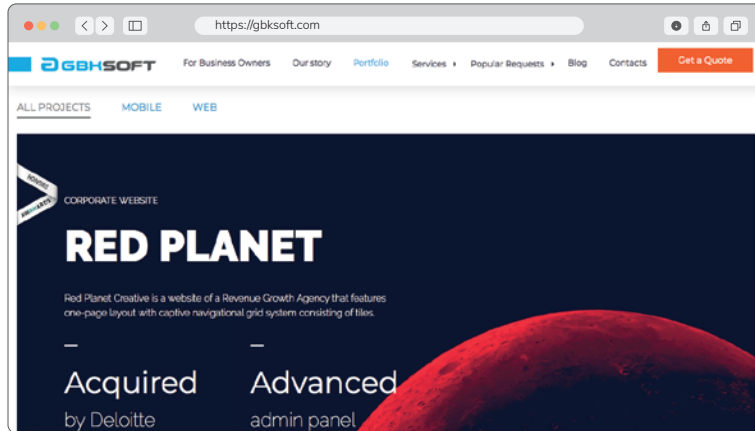 https://gbksoft.com
GBKSOFT
For Business Owners
Our story
Portfolio
Services
Popular Requests
Blog
Contacts
Get a Quote
ALL PROJECTS
MOBILE
WEB
HONORS
AWWWARDS
CORPORATE WEBSITE
RED PLANET
Red Planet Creative is a website of a Revenue Growth Agency that features
one-page layout with captive navigational grid system consisting of tiles.
Acquired
by Deloitte
Advanced
admin panel